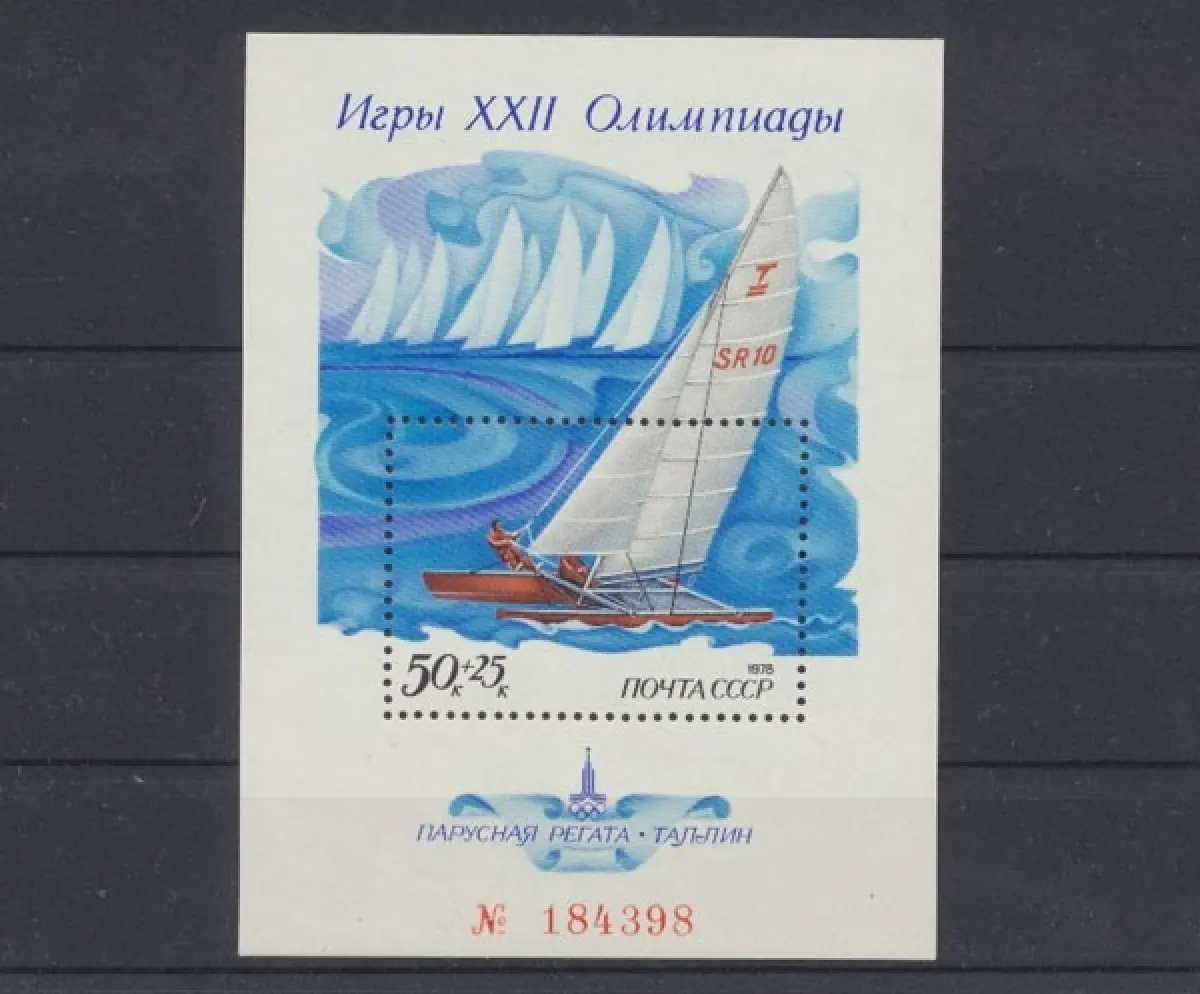 Игры XXII Олимпиады
T
SR 10
50к+25к
1978
ПОЧТА СССР
ПАРУСНАЯ РЕГАТА • ТАЛЛИН
№ 184398